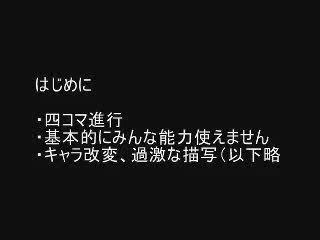 はじめに
・四コマ進行
・基本的にみんな能力使えません
・キャラ改変、過激な描写（以下略